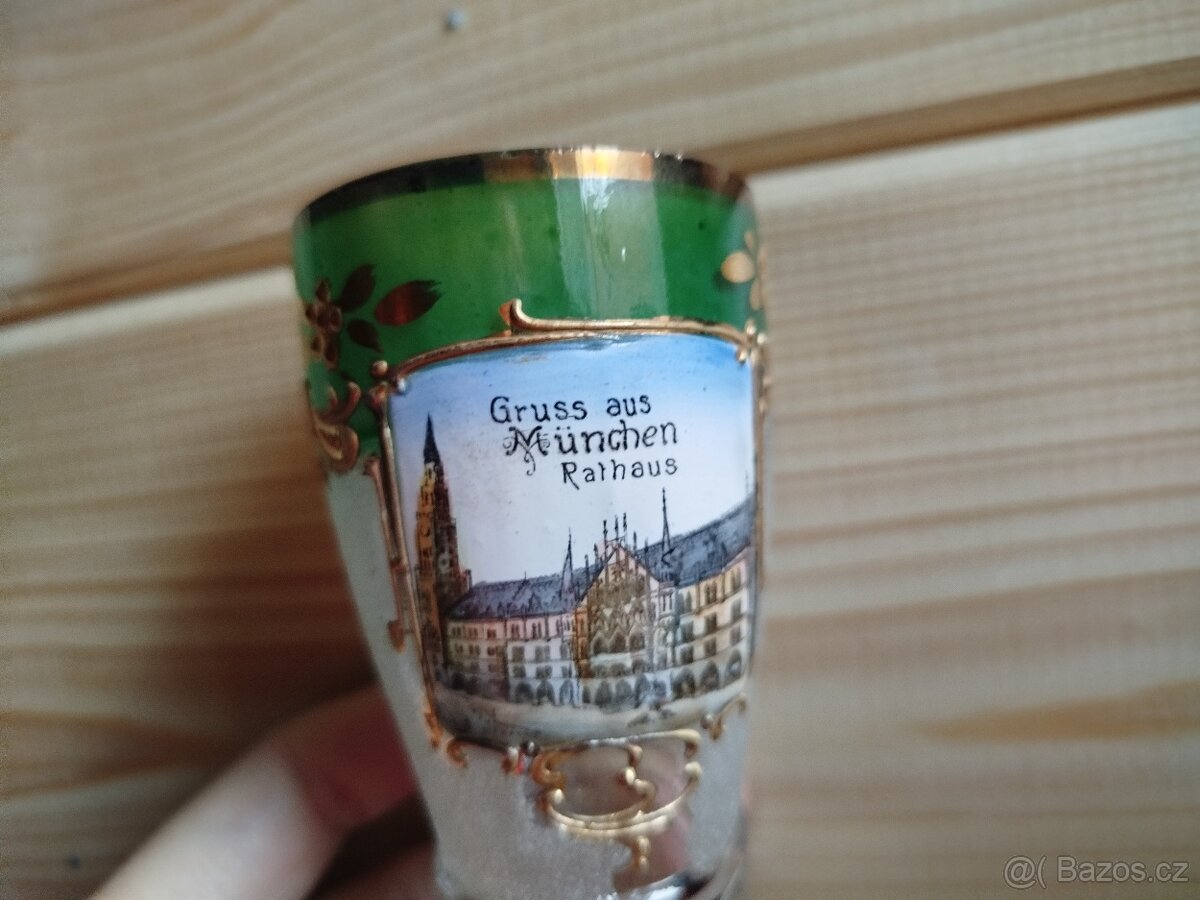 Gruss aus
München
Rathaus
@( Bazos.cz